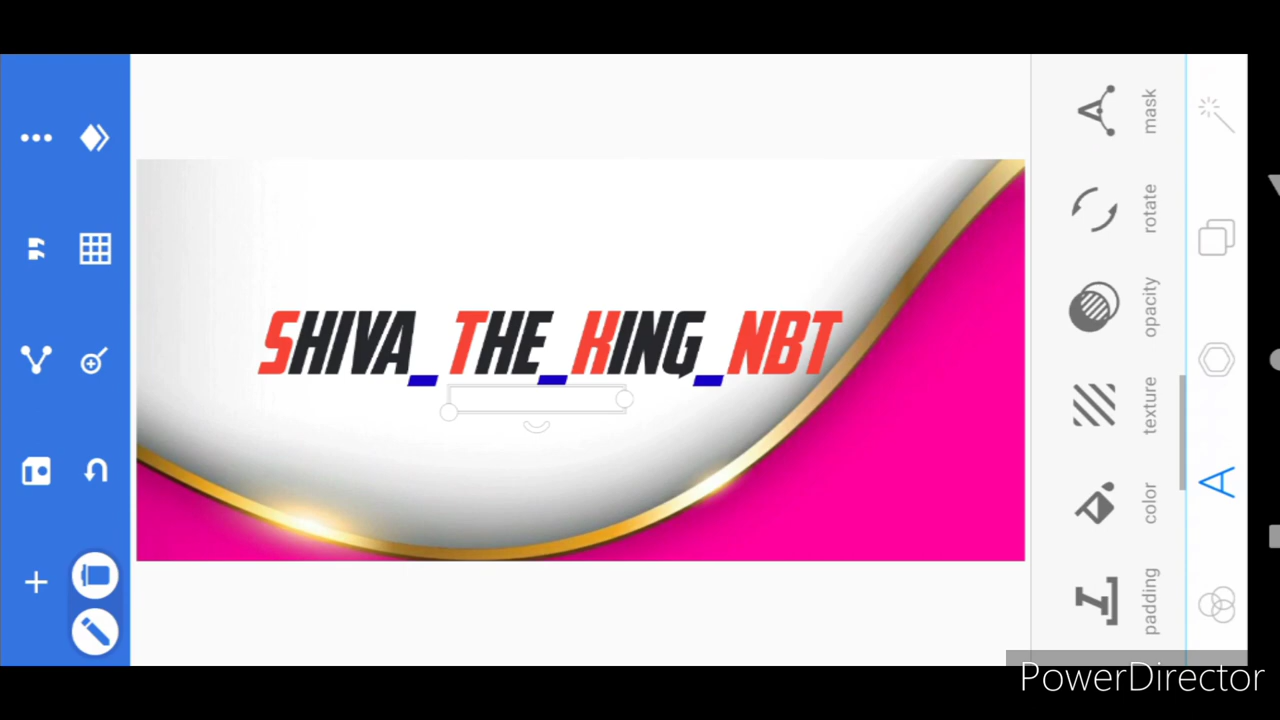 SHIVA_THE_KING_NBT
mask
rotate
opacity
texture
color
padding
PowerDirector